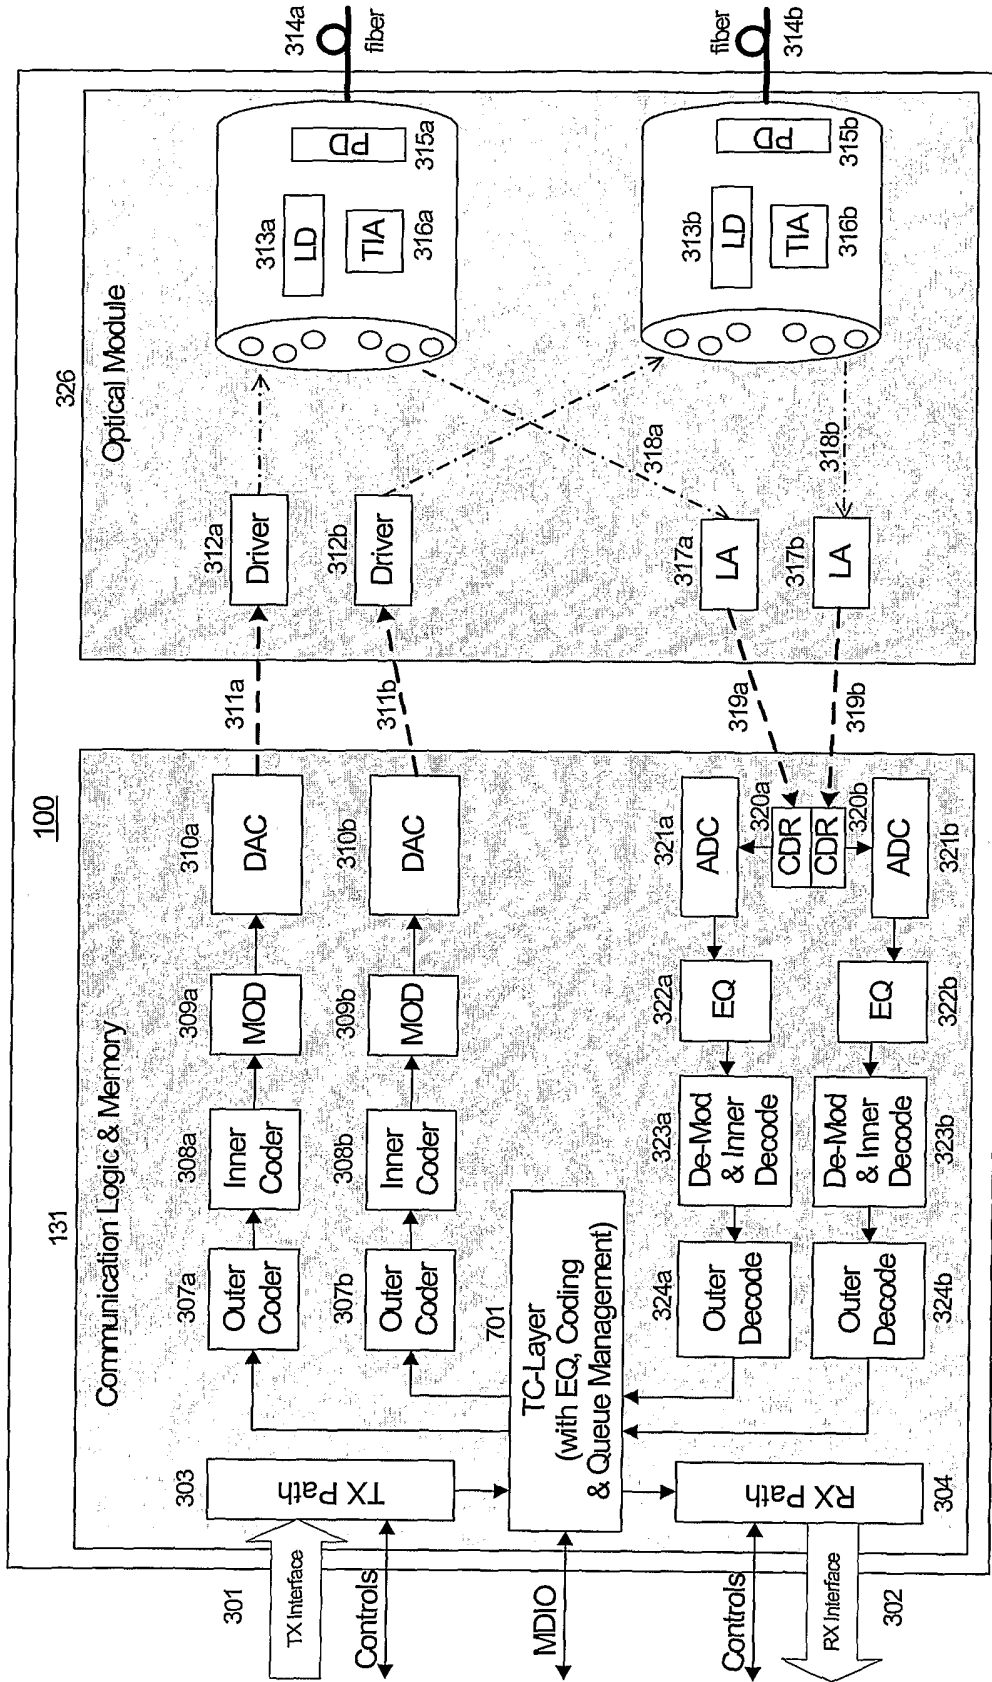 100
131
Communication Logic & Memory
326
Optical Module
301
TX Interface
Controls
MDIO
Controls
RX Interface
302
303
TX Path
304
RX Path
701
TC-Layer
(with EQ, Coding
& Queue Management)
307a
Outer
Coder
308a
Inner
Coder
309a
MOD
310a
DAC
311a
312a
Driver
313a
LD
TIA
316a
PD
315a
314a
fiber
307b
Outer
Coder
308b
Inner
Coder
309b
MOD
310b
DAC
311b
312b
Driver
324a
Outer
Decode
323a
De-Mod
& Inner
Decode
322a
EQ
321a
ADC
320a
CDR
319a
317a
LA
318a
324b
Outer
Decode
323b
De-Mod
& Inner
Decode
322b
EQ
321b
ADC
320b
CDR
319b
317b
LA
318b
313b
LD
TIA
316b
PD
315b
fiber
314b